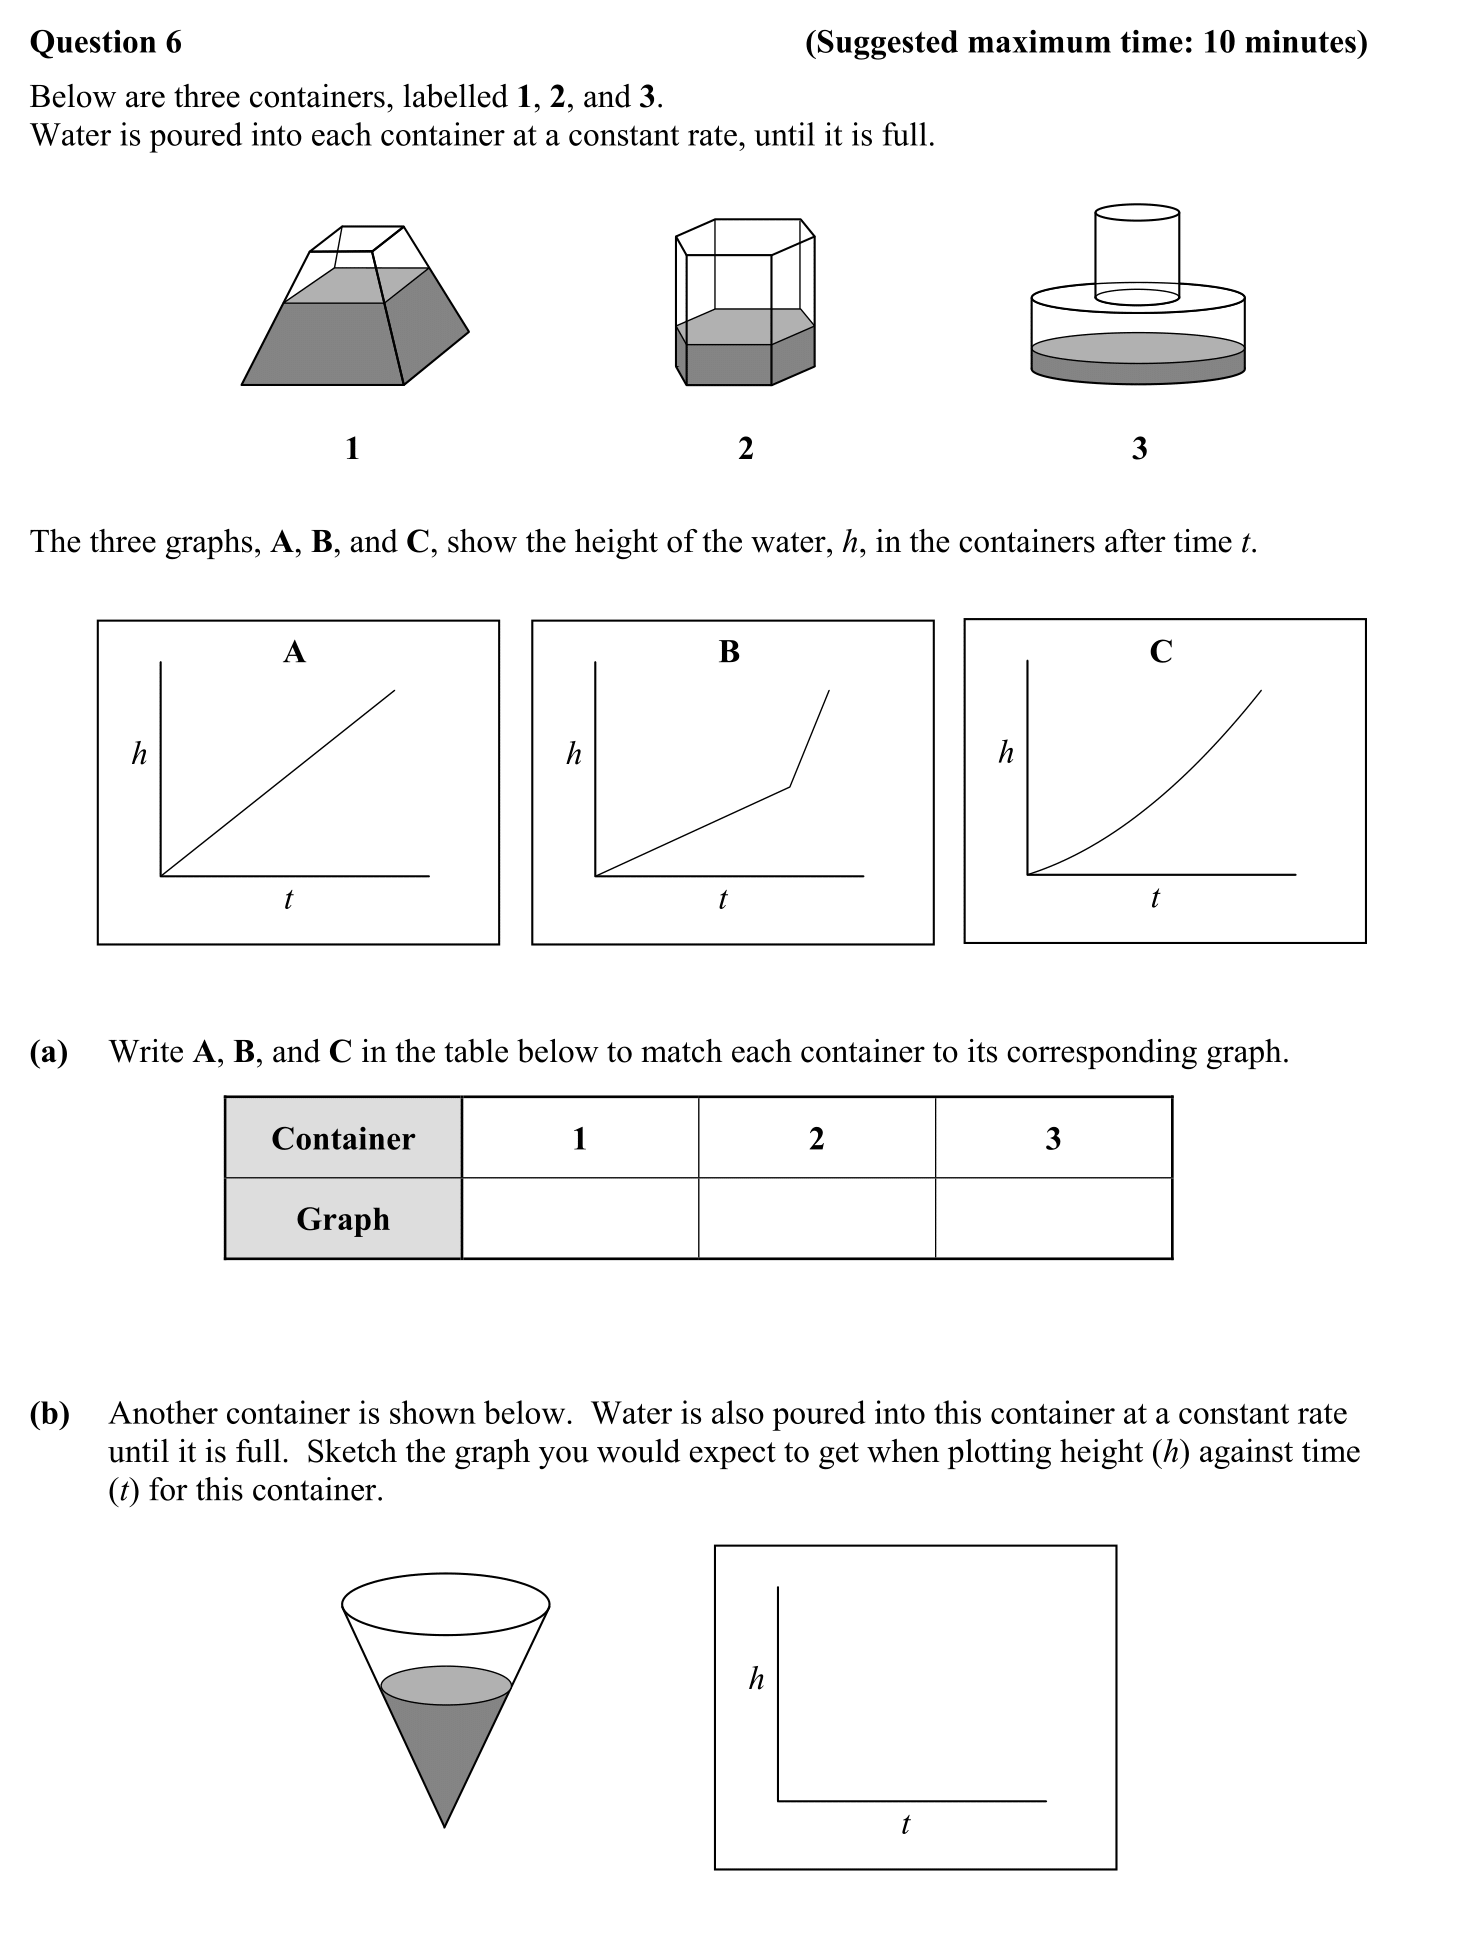 Question 6 (Suggested maximum time: 10 minutes)
Below are three containers, labelled 1, 2, and 3.
Water is poured into each container at a constant rate, until it is full.
1 2 3
The three graphs, A, B, and C, show the height of the water, h, in the containers after time t.
A B C
h h h
t t t
(a) Write A, B, and C in the table below to match each container to its corresponding graph.
Container 1 2 3
Graph
(b) Another container is shown below. Water is also poured into this container at a constant rate
until it is full. Sketch the graph you would expect to get when plotting height (h) against time
(t) for this container.
h
t